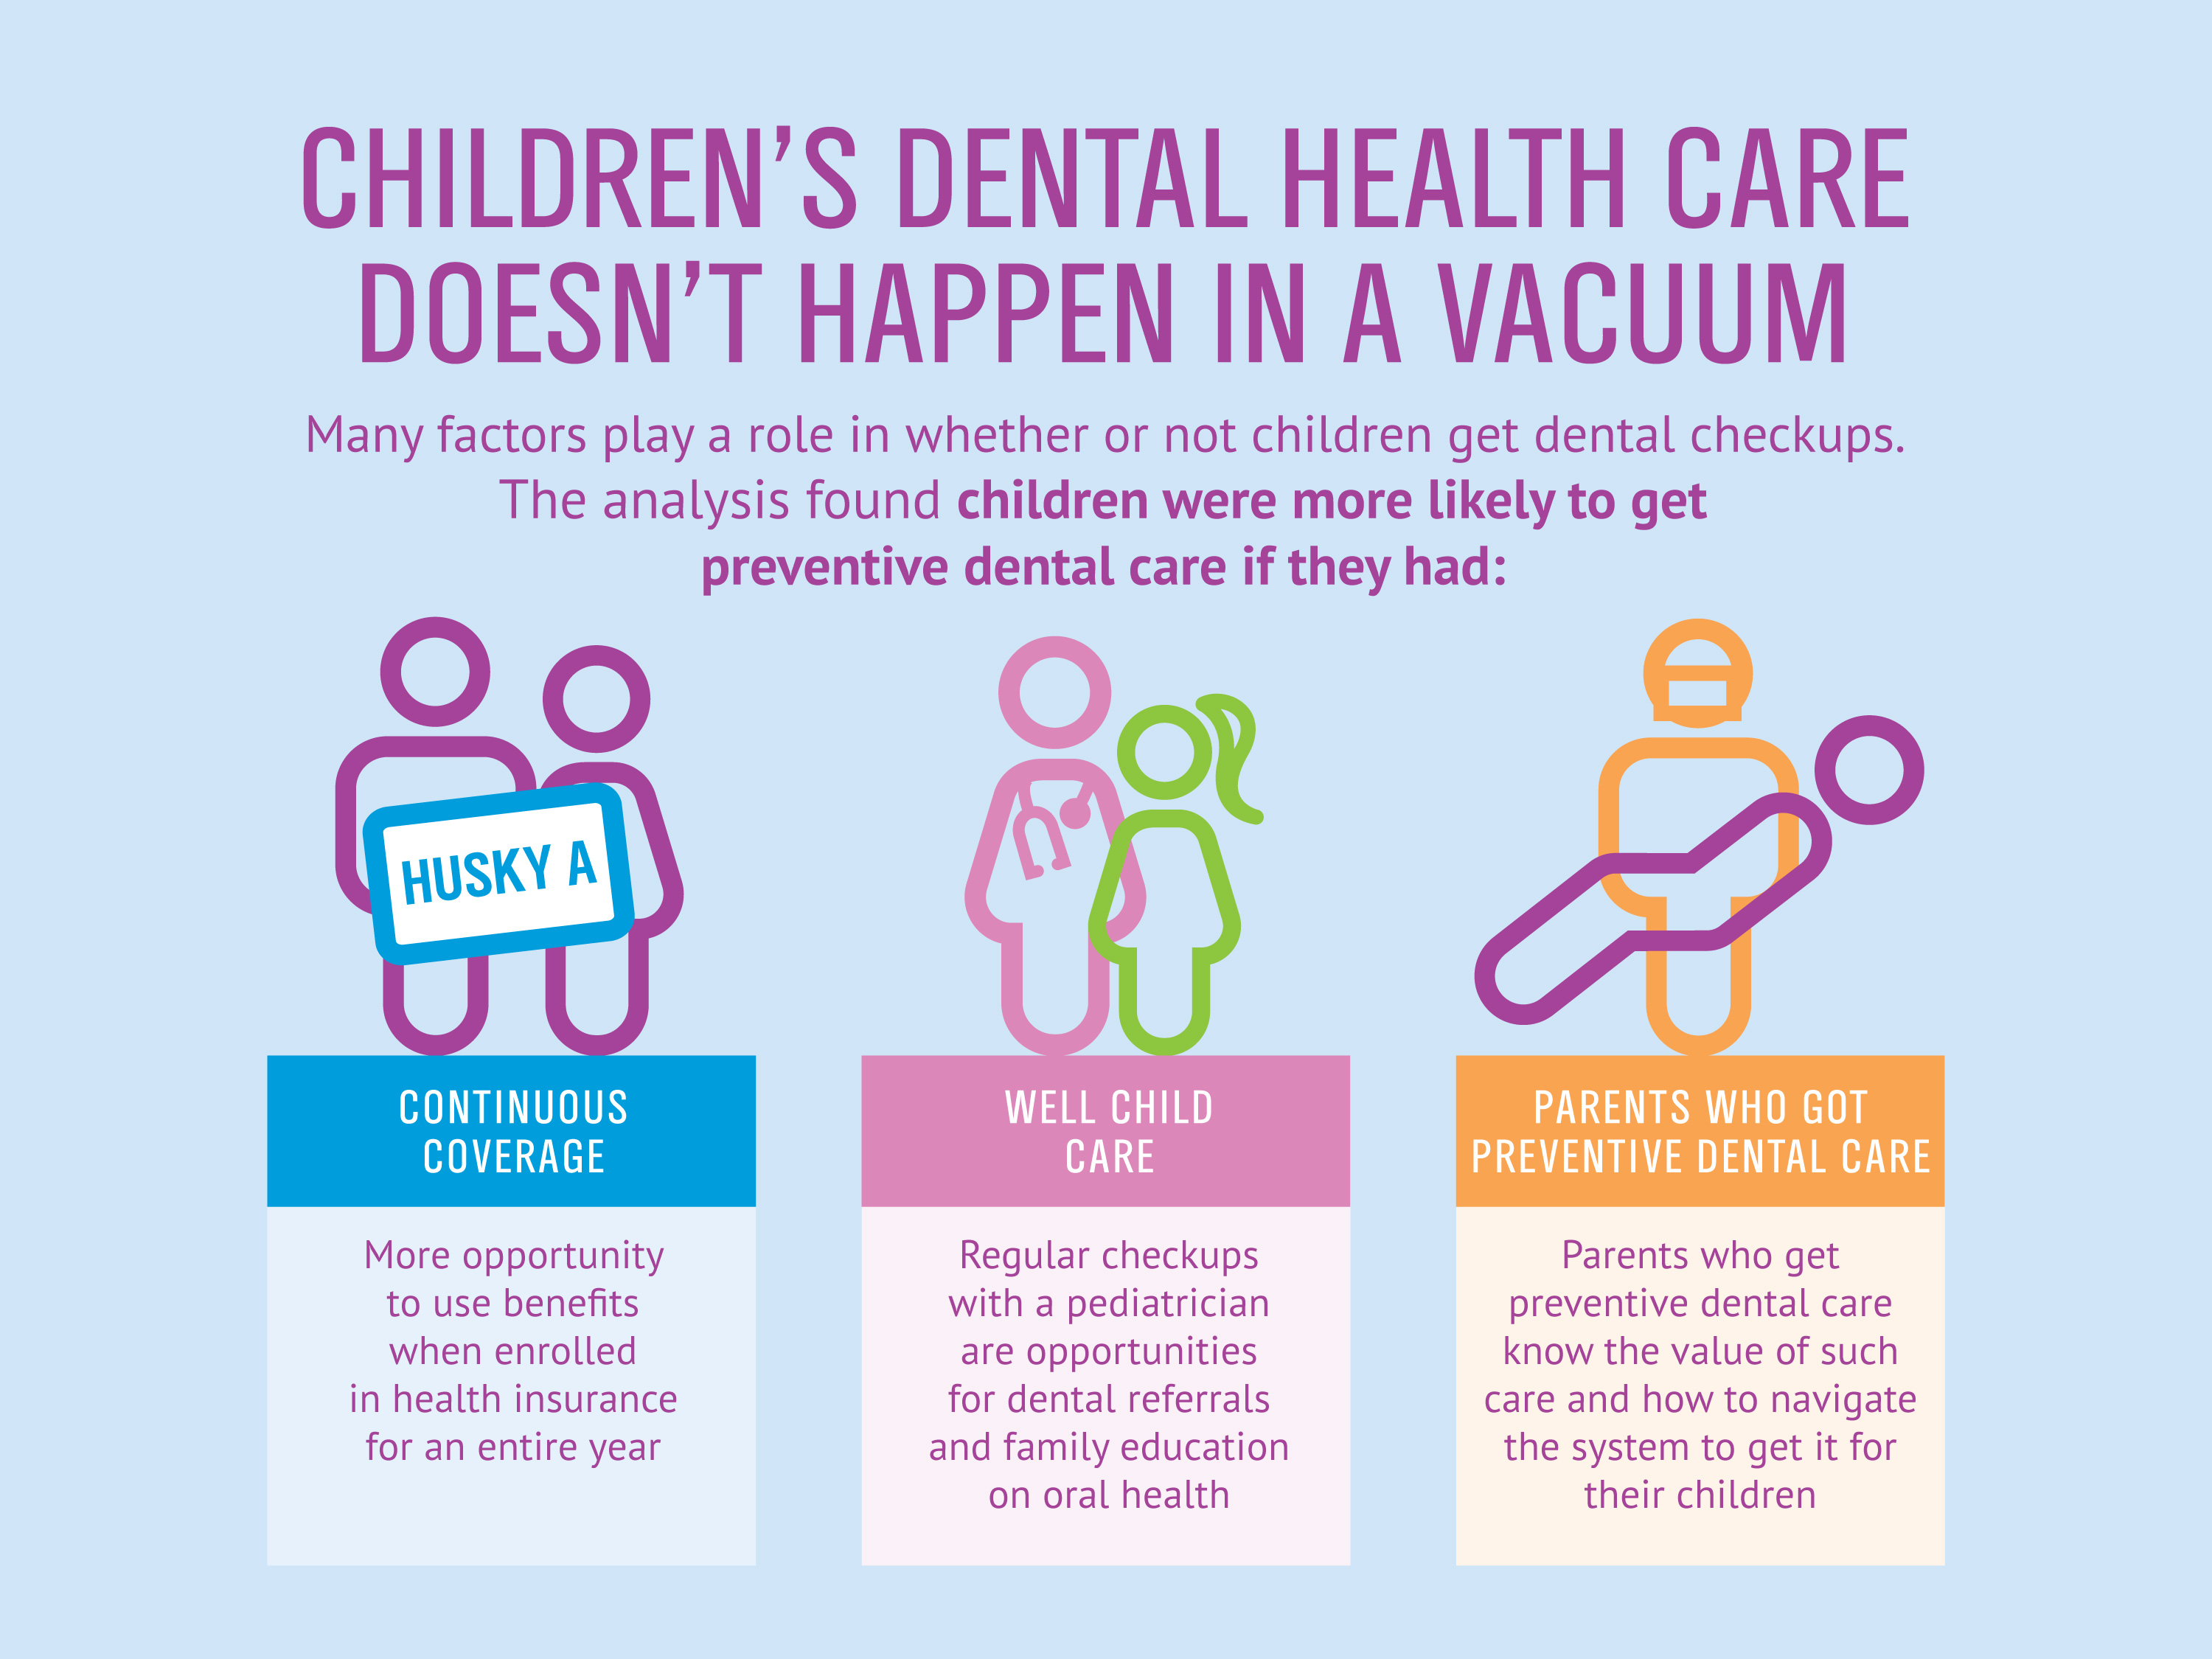 CHILDREN’S DENTAL HEALTH CARE
DOESN’T HAPPEN IN A VACUUM
Many factors play a role in whether or not children get dental checkups.
The analysis found children were more likely to get
preventive dental care if they had:
HUSKY A
CONTINUOUS
COVERAGE
More opportunity
to use benefits
when enrolled
in health insurance
for an entire year
WELL CHILD
CARE
Regular checkups
with a pediatrician
are opportunities
for dental referrals
and family education
on oral health
PARENTS WHO GOT
PREVENTIVE DENTAL CARE
Parents who get
preventive dental care
know the value of such
care and how to navigate
the system to get it for
their children